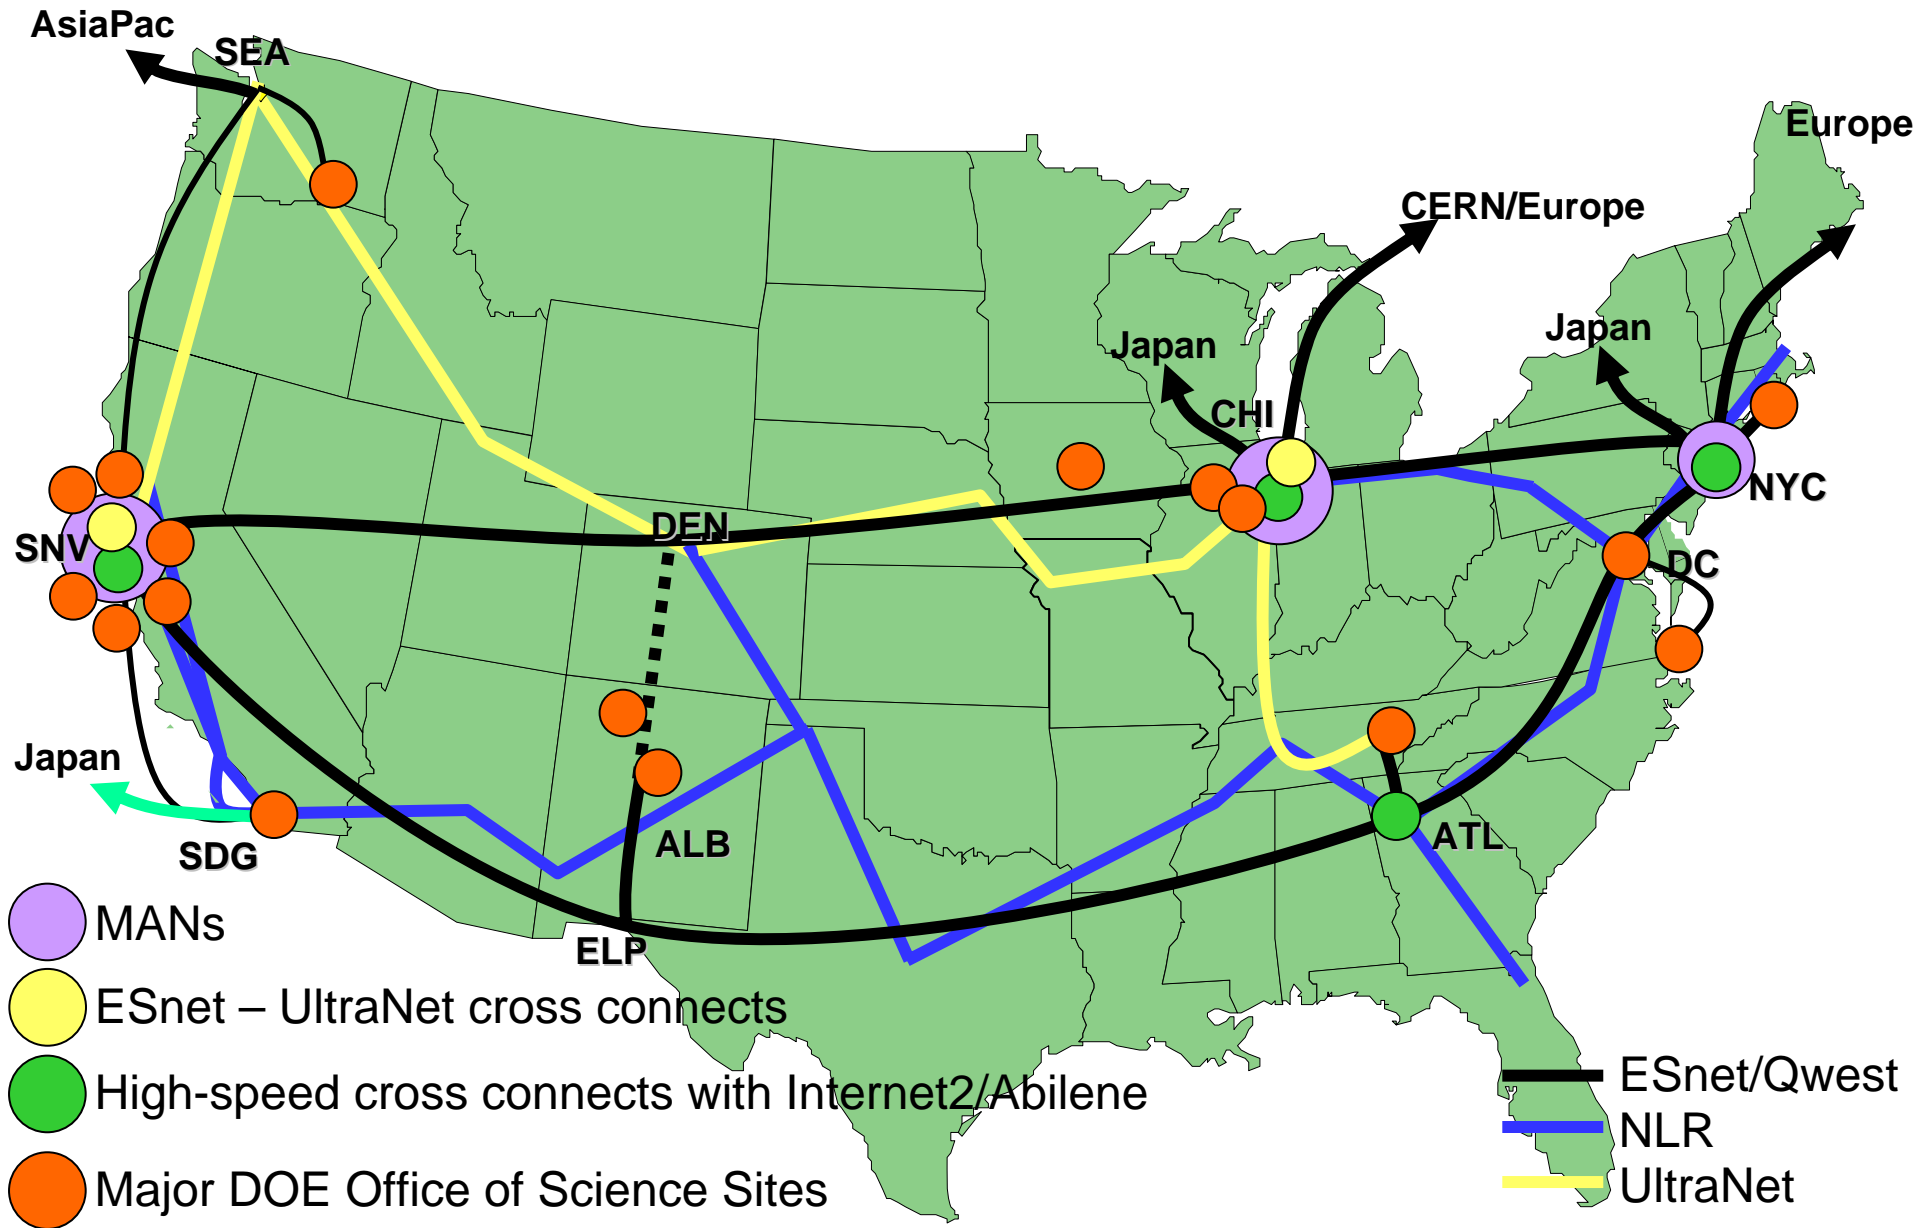 AsiaPac
SEA
Europe
CERN/Europe
Japan
Japan
CHI
NYC
DEN
SNV
DC
Japan
SDG
ALB
ATL
ELP
MANs
ESnet – UltraNet cross connects
High-speed cross connects with Internet2/Abilene
Major DOE Office of Science Sites
ESnet/Qwest
NLR
UltraNet